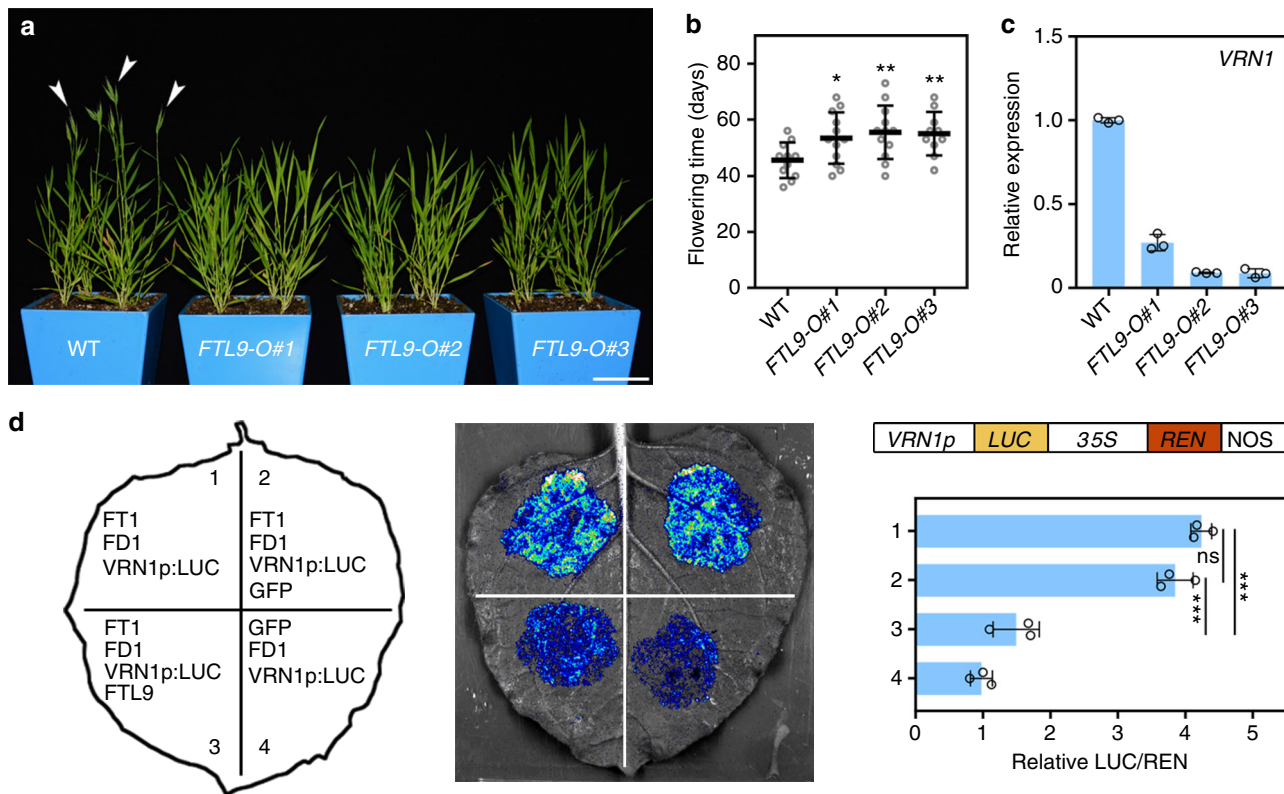 a
WT
FTL9-O#1
FTL9-O#2
FTL9-O#3
b
Flowering time (days)
80
60
40
20
0
* ** **
WT
FTL9-O#1
FTL9-O#2
FTL9-O#3
c
VRN1
Relative expression
1.5
1.0
0.5
0
WT
FTL9-O#1
FTL9-O#2
FTL9-O#3
d
1 2
FT1
FD1
VRN1p:LUC
FT1
FD1
VRN1p:LUC
GFP
FT1
FD1
VRN1p:LUC
FTL9
GFP
FD1
VRN1p:LUC
3 4
VRN1p LUC 35S REN NOS
1
2
3
4
ns
***
***
0 1 2 3 4 5
Relative LUC/REN